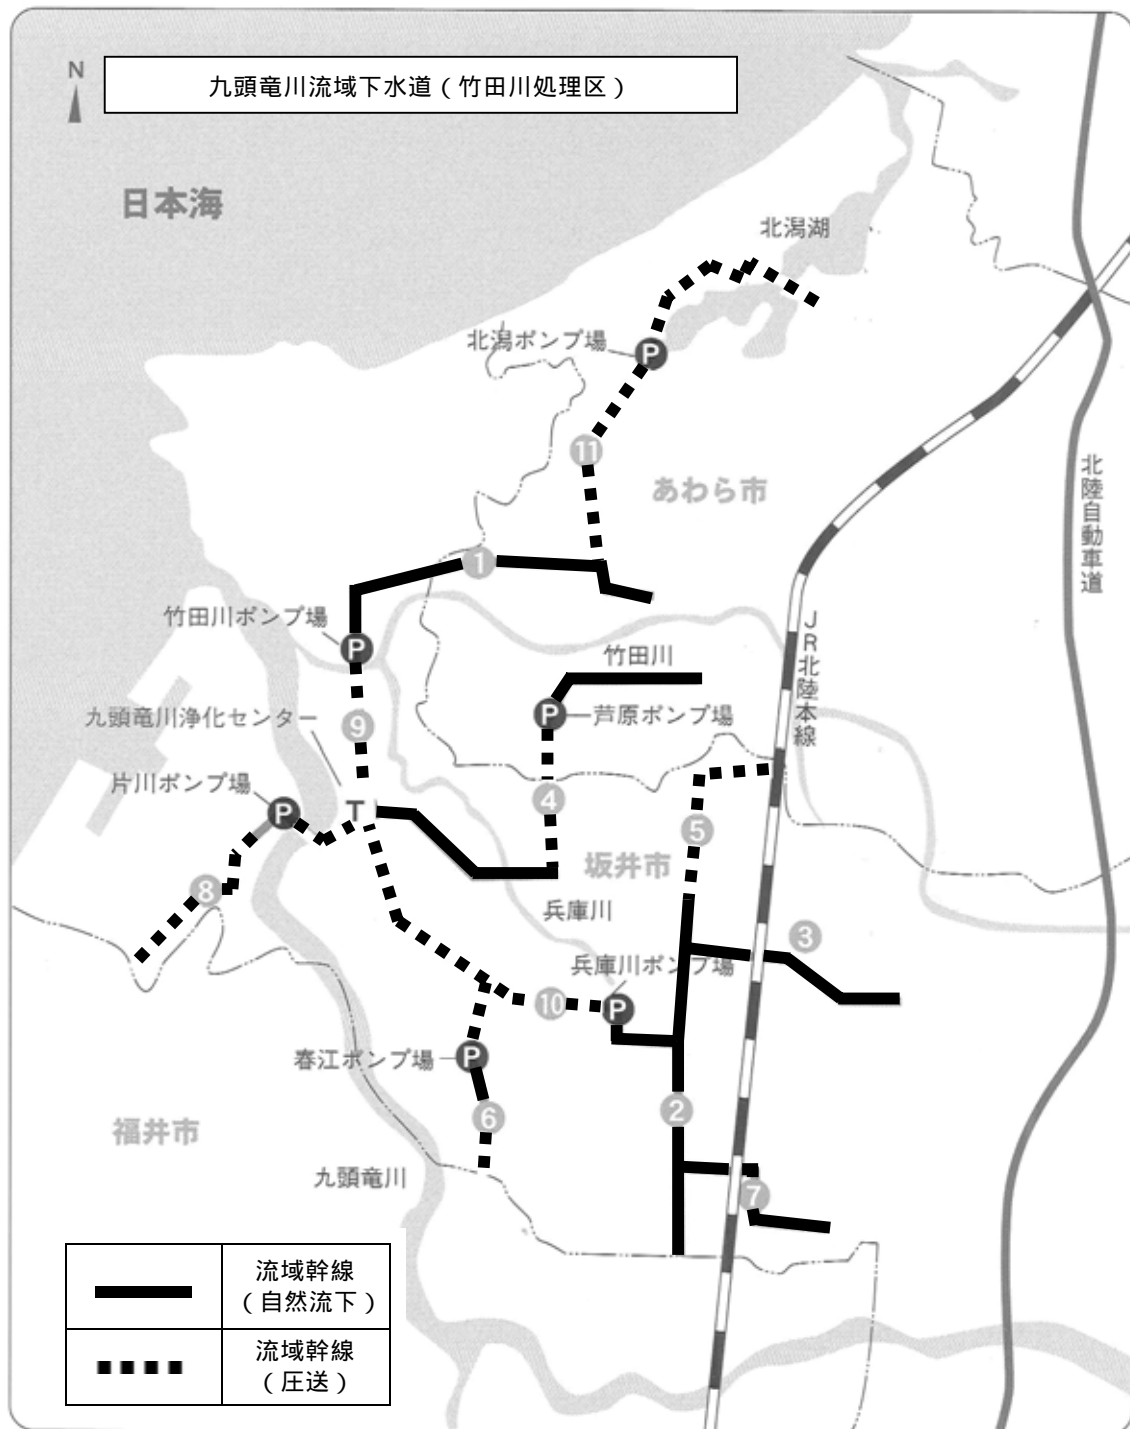 九頭竜川流域下水道（竹田川処理区）
N
日本海
北潟湖
北潟ポンプ場
P
11
あわら市
北陸自動車道
1
竹田川ポンプ場
P
JR北陸本線
竹田川
P
芦原ポンプ場
九頭竜川浄化センター
9
片川ポンプ場
P
T
4
5
坂井市
8
兵庫川
3
兵庫川ポンプ場
10
P
春江ポンプ場
P
6
2
福井市
九頭竜川
7
流域幹線
（自然流下）
流域幹線
（圧送）